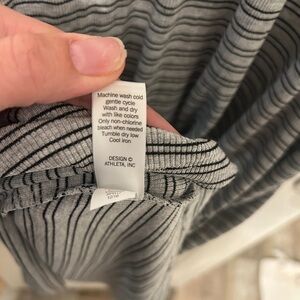 Machine wash cold
gentle cycle
Wash and dry
with like colors
Only non-chlorine
bleach when needed
Tumble dry low
Cool iron
DESIGN ©
ATHLETA, INC